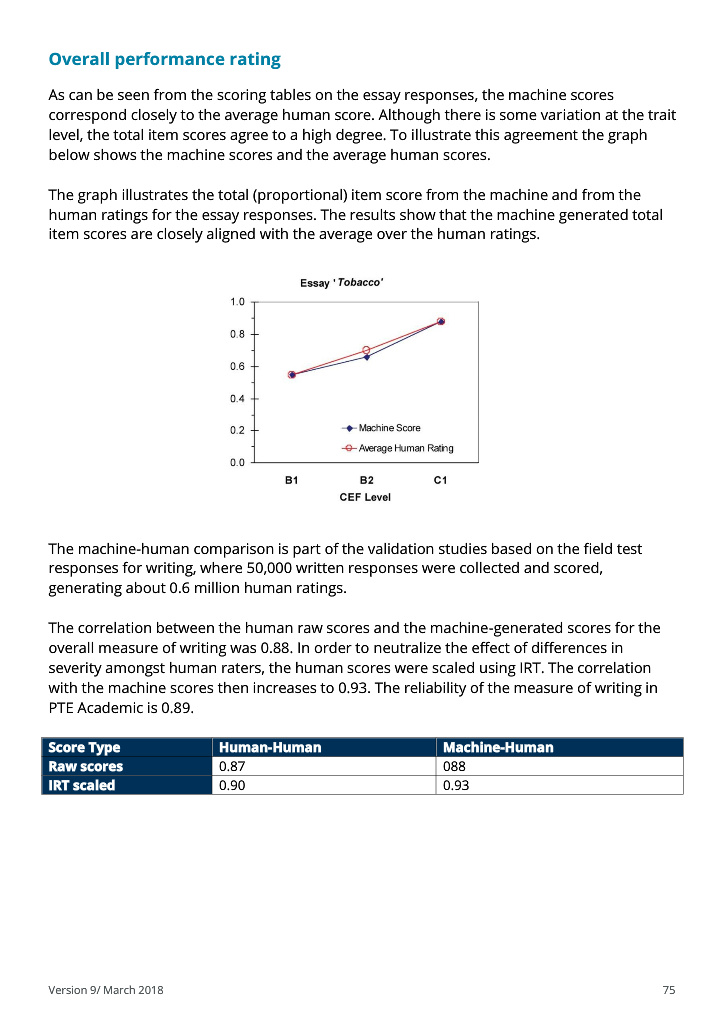 Overall performance rating
As can be seen from the scoring tables on the essay responses, the machine scores
correspond closely to the average human score. Although there is some variation at the trait
level, the total item scores agree to a high degree. To illustrate this agreement the graph
below shows the machine scores and the average human scores.
The graph illustrates the total (proportional) item score from the machine and from the
human ratings for the essay responses. The results show that the machine generated total
item scores are closely aligned with the average over the human ratings.
Essay 'Tobacco'
1.0
0.8
0.6
0.4
0.2
0.0
Machine Score
Average Human Rating
B1 B2 C1
CEF Level
The machine-human comparison is part of the validation studies based on the field test
responses for writing, where 50,000 written responses were collected and scored,
generating about 0.6 million human ratings.
The correlation between the human raw scores and the machine-generated scores for the
overall measure of writing was 0.88. In order to neutralize the effect of differences in
severity amongst human raters, the human scores were scaled using IRT. The correlation
with the machine scores then increases to 0.93. The reliability of the measure of writing in
PTE Academic is 0.89.
Score Type Human-Human Machine-Human
Raw scores 0.87 088
IRT scaled 0.90 0.93
Version 9/ March 2018 75